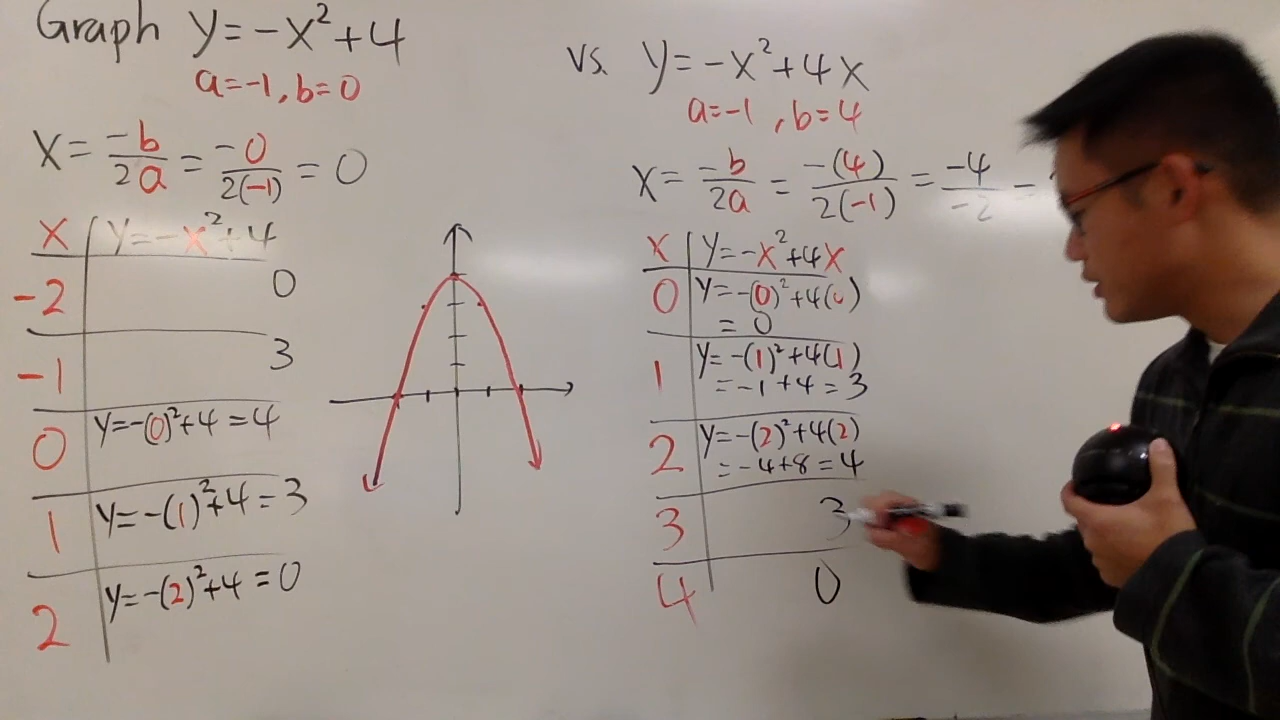 Graph y=-x²+4
a=-1, b=0
x= -b/2a = -0/2(-1) = 0
x | y=-x²+4
-2 | 0
-1 | 3
0 | y=-(0)²+4=4
1 | y=-(1)²+4=3
2 | y=-(2)²+4=0
vs. y=-x²+4x
a=-1, b=4
x= -b/2a = -(4)/2(-1) = -4/-2 =
x | y=-x²+4x
0 | y=-(0)²+4(0)
= 0
1 | y=-(1)²+4(1)
=-1+4=3
2 | y=-(2)²+4(2)
=-4+8=4
3 | 3
4 | 0